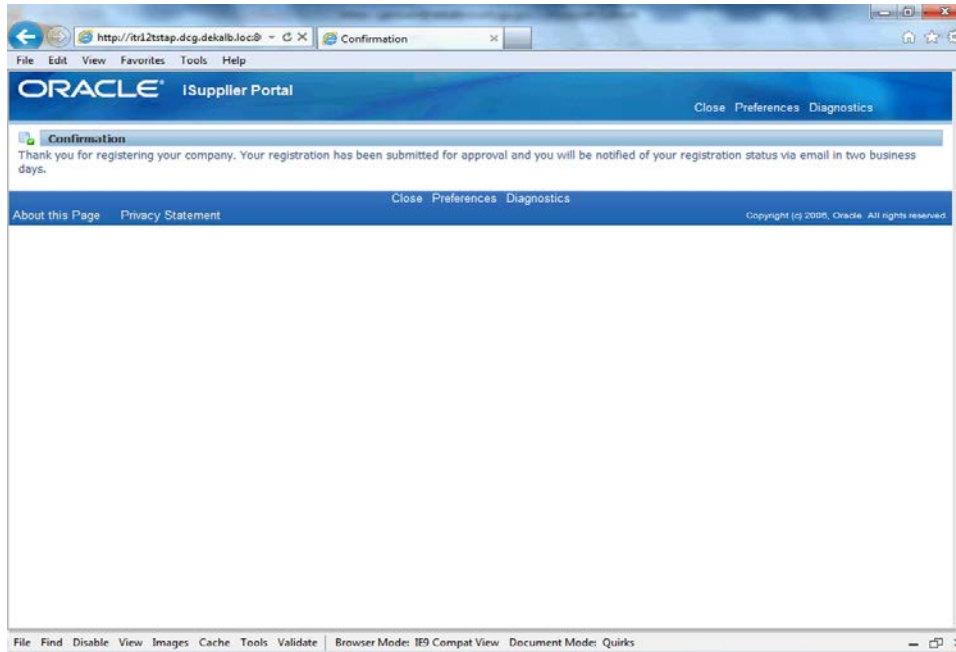 http://itr12tstap.dcg.dekalb.loc:8
Confirmation
File Edit View Favorites Tools Help
ORACLE iSupplier Portal
Close Preferences Diagnostics
Confirmation
Thank you for registering your company. Your registration has been submitted for approval and you will be notified of your registration status via email in two business
days.
Close Preferences Diagnostics
About this Page Privacy Statement
Copyright (c) 2006, Oracle. All rights reserved.
File Find Disable View Images Cache Tools Validate Browser Mode: IE9 Compat View Document Mode: Quirks